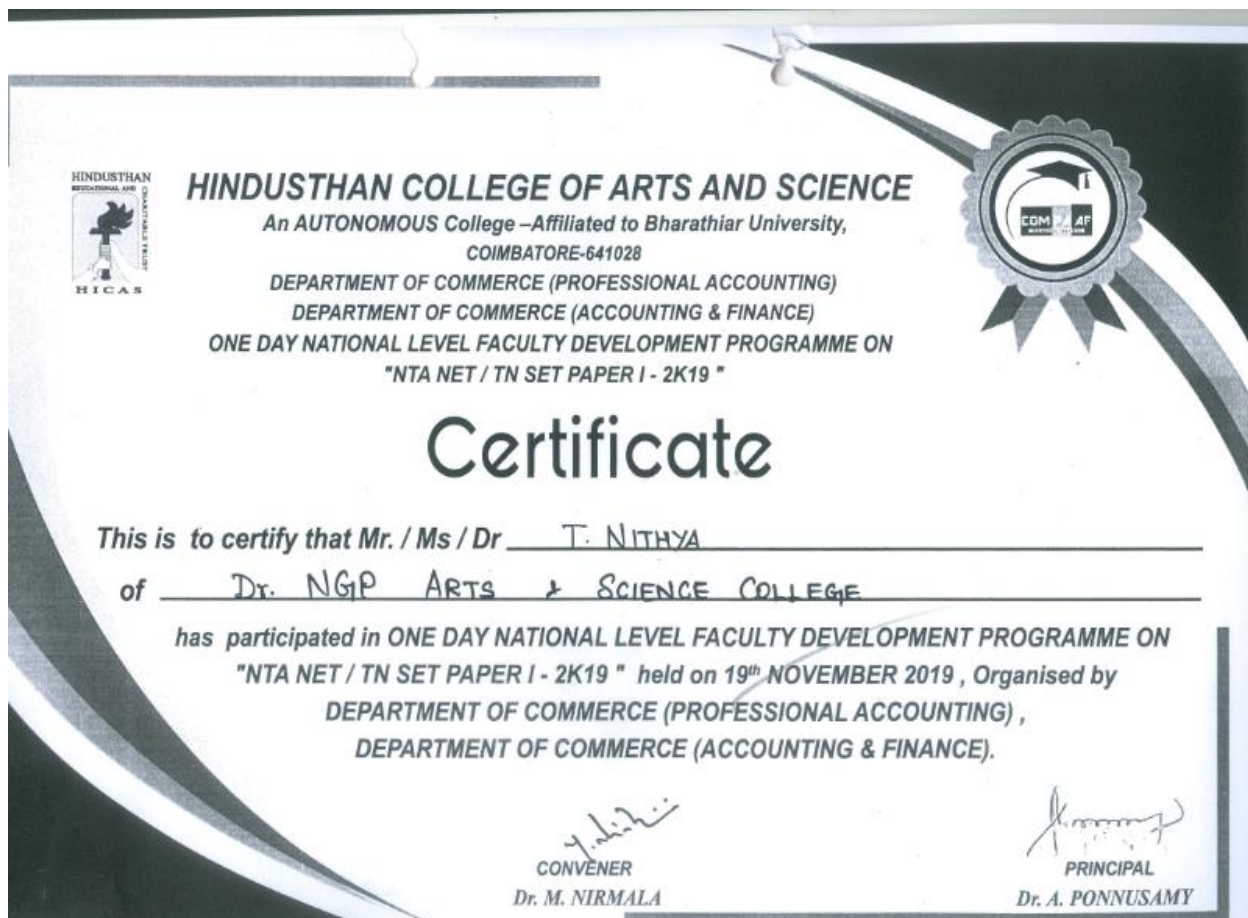 HINDUSTHAN
EDUCATIONAL AND
CHARITABLE TRUST
HICAS
HINDUSTHAN COLLEGE OF ARTS AND SCIENCE
An AUTONOMOUS College –Affiliated to Bharathiar University,
COIMBATORE-641028
DEPARTMENT OF COMMERCE (PROFESSIONAL ACCOUNTING)
DEPARTMENT OF COMMERCE (ACCOUNTING & FINANCE)
ONE DAY NATIONAL LEVEL FACULTY DEVELOPMENT PROGRAMME ON
"NTA NET / TN SET PAPER I - 2K19 "
COM PA AF
Certificate
This is to certify that Mr. / Ms / Dr T. NITHYA
of Dr. NGP ARTS & SCIENCE COLLEGE
has participated in ONE DAY NATIONAL LEVEL FACULTY DEVELOPMENT PROGRAMME ON
"NTA NET / TN SET PAPER I - 2K19 " held on 19th NOVEMBER 2019 , Organised by
DEPARTMENT OF COMMERCE (PROFESSIONAL ACCOUNTING) ,
DEPARTMENT OF COMMERCE (ACCOUNTING & FINANCE).
CONVENER
Dr. M. NIRMALA
PRINCIPAL
Dr. A. PONNUSAMY